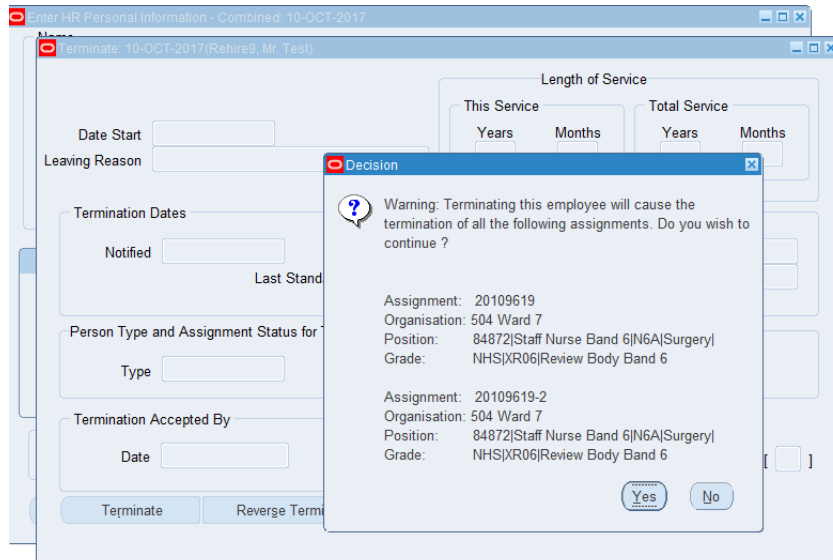 Enter HR Personal Information - Combined: 10-OCT-2017
Name
Terminate: 10-OCT-2017(Rehire9, Mr. Test)
Length of Service
This Service
Total Service
Years Months
Years Months
Date Start
Leaving Reason
Decision
Warning: Terminating this employee will cause the
termination of all the following assignments. Do you wish to
continue ?
Termination Dates
Notified
Last Stand
Assignment: 20109619
Organisation: 504 Ward 7
Position: 84872|Staff Nurse Band 6|N6A|Surgery|
Grade: NHS|XR06|Review Body Band 6
Person Type and Assignment Status for
Type
Assignment: 20109619-2
Organisation: 504 Ward 7
Position: 84872|Staff Nurse Band 6|N6A|Surgery|
Grade: NHS|XR06|Review Body Band 6
Termination Accepted By
Date
[ ]
Yes No
Terminate
Reverse Termi